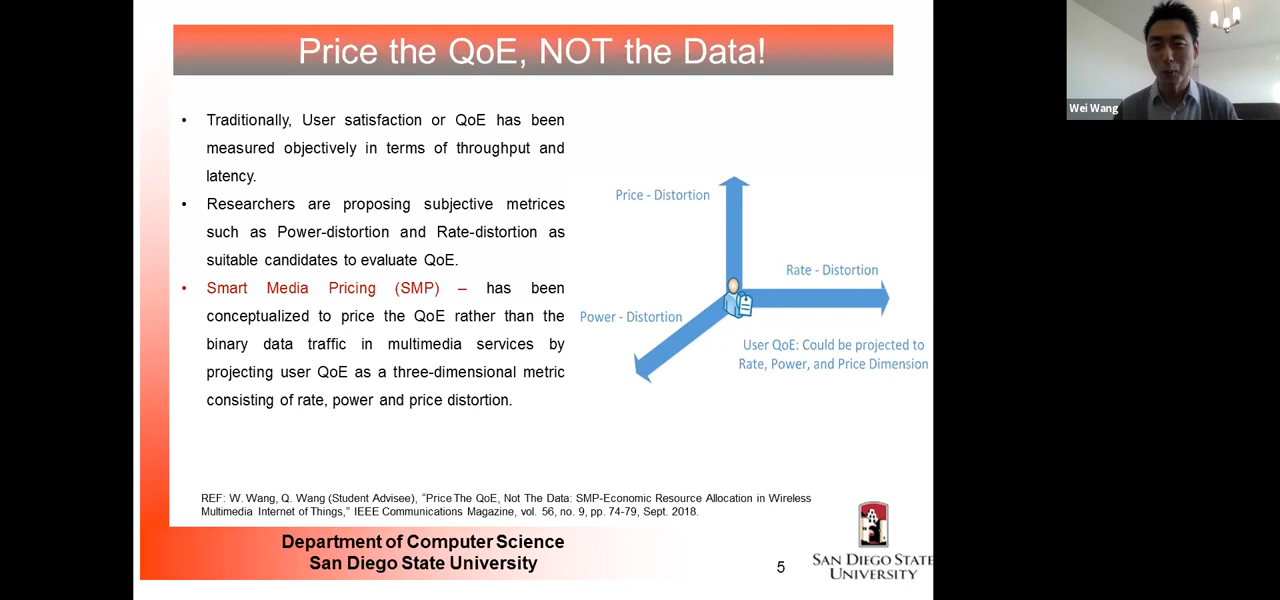 Price the QoE, NOT the Data!
Wei Wang
• Traditionally, User satisfaction or QoE has been
measured objectively in terms of throughput and
latency.
• Researchers are proposing subjective metrics
such as Power-distortion and Rate-distortion as
suitable candidates to evaluate QoE.
• Smart Media Pricing (SMP) – has been
conceptualized to price the QoE rather than the
binary data traffic in multimedia services by
projecting user QoE as a three-dimensional metric
consisting of rate, power and price distortion.
Price - Distortion
Rate - Distortion
Power - Distortion
User QoE: Could be projected to
Rate, Power, and Price Dimension
REF: W. Wang, Q. Wang (Student Advisee), “Price The QoE, Not The Data: SMP-Economic Resource Allocation in Wireless
Multimedia Internet of Things,” IEEE Communications Magazine, vol. 56, no. 9, pp. 74-79, Sept. 2018.
Department of Computer Science
San Diego State University
5
SAN DIEGO STATE
UNIVERSITY